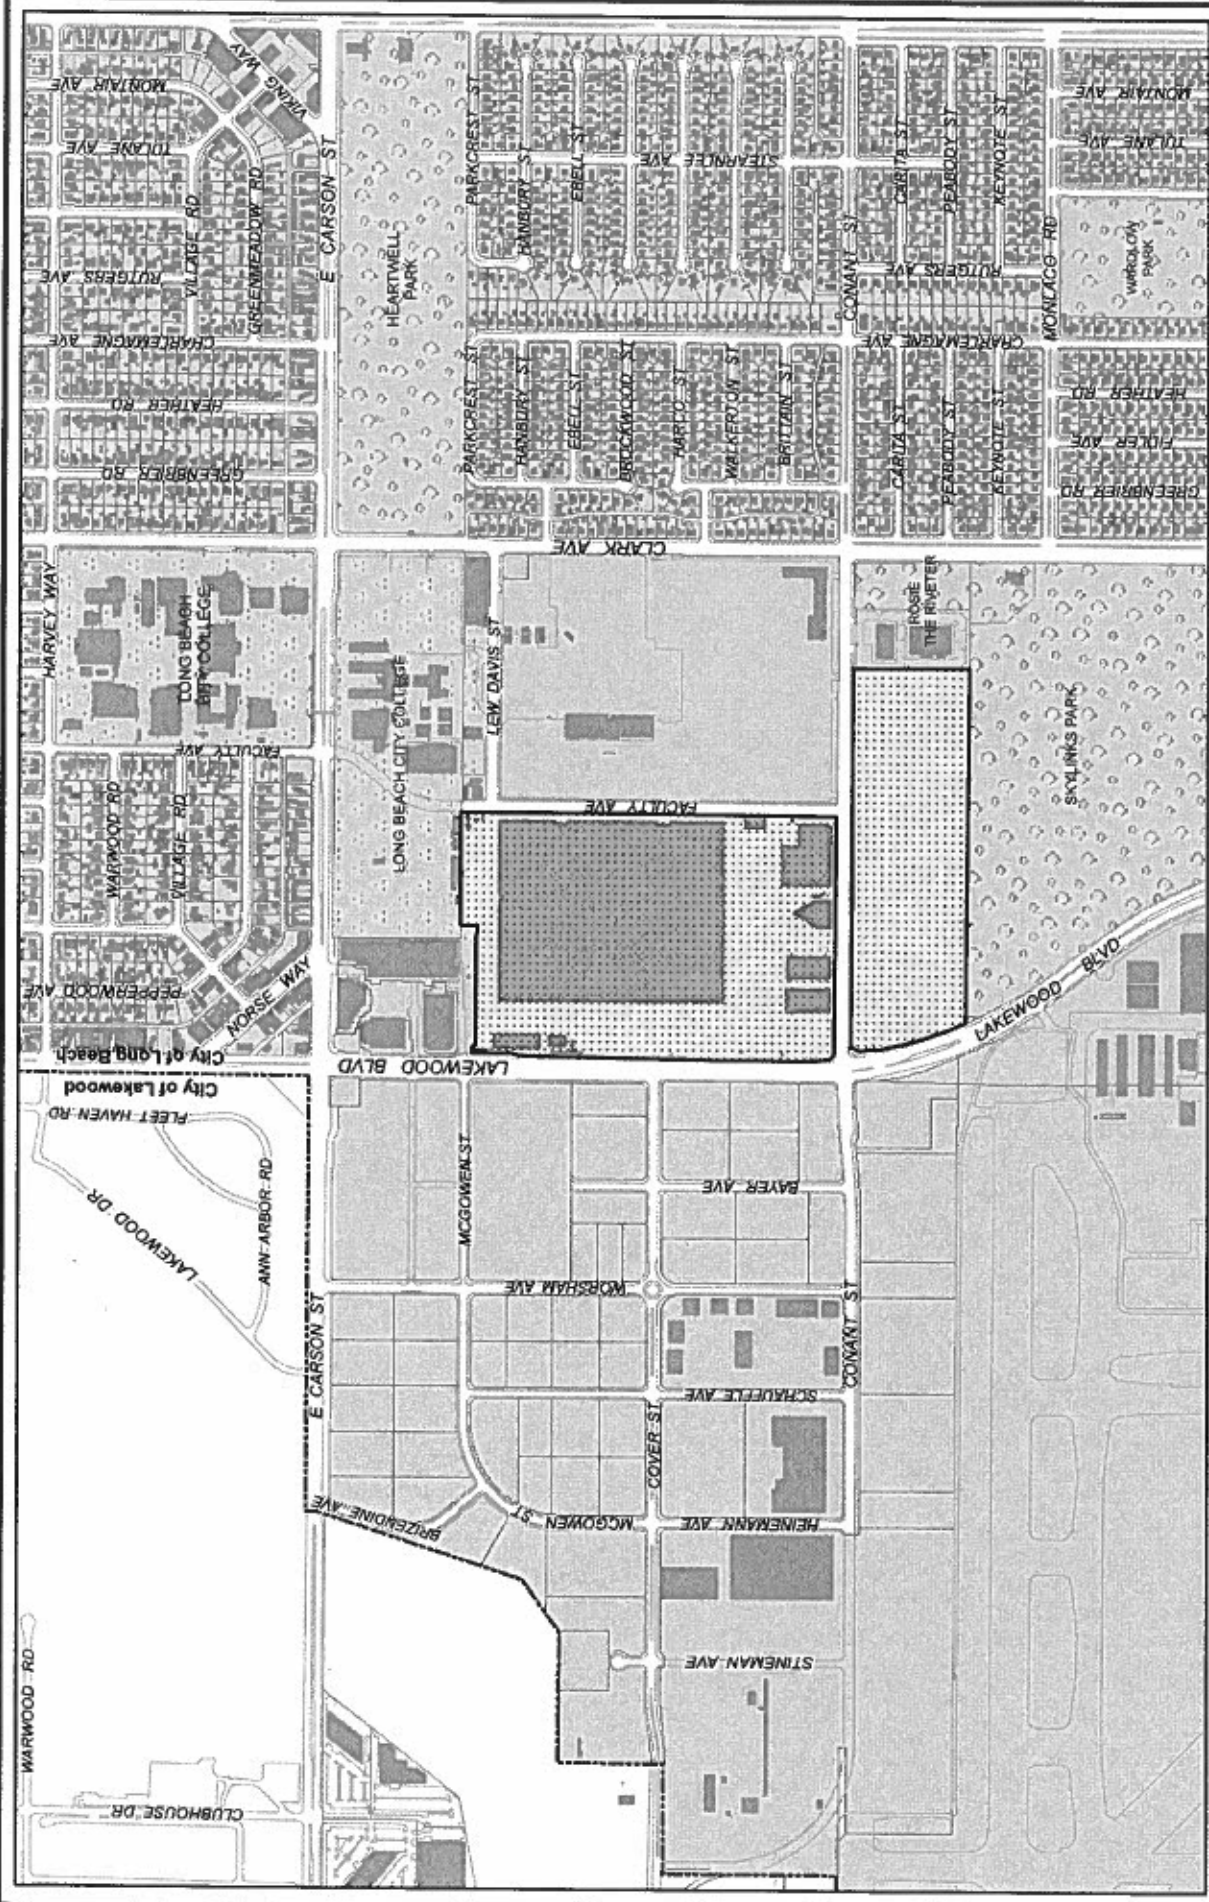 MONTAIR AVE
TULANE AVE
RUTGERS AVE
CHARLEMAGNE AVE
HEATHER RD
GREENBRIER RD
VIKING WAY
VILLAGE RD
GREENMEADOW RD
E CARSON ST
HEARTWELL
PARK
PARKCREST ST
HANBURY ST
EBELL ST
STEARNLEE AVE
CONANT ST
CARITA ST
PEABODY ST
KEYNOTE ST
RUTGERS AVE
CHARLEMAGNE AVE
MONLACO RD
MONTAIR AVE
TULANE AVE
PARK
PARKCREST ST
HANBURY ST
EBELL ST
BROCKWOOD ST
HARCO ST
WALKERTON ST
BRITTAIN ST
CARITA ST
PEABODY ST
KEYNOTE ST
HEATHER RD
FIDLER AVE
GREENBRIER RD
CLARK AVE
HARVEY WAY
LONG BEACH
CITY COLLEGE
FACULTY AVE
LONG BEACH CITY COLLEGE
LEW DAVIS ST
FACULTY AVE
ROSIE
THE RIVETER
SKYLINKS PARK
WARWOOD RD
VILLAGE RD
PEPPERWOOD AVE
NORSE WAY
City of Long Beach
City of Lakewood
LAKEWOOD BLVD
LAKEWOOD BLVD
FLEET HAVEN RD
LAKEWOOD DR
ANN ARBOR RD
MCGOWEN ST
BAYER AVE
WORSHAM AVE
E CARSON ST
CONANT ST
SCHAUFFLE AVE
COVER ST
BRIZENDINE AVE
MCGOWEN ST
HEINEMANN AVE
STINEMAN AVE
WARWOOD RD
CLUBHOUSE DR